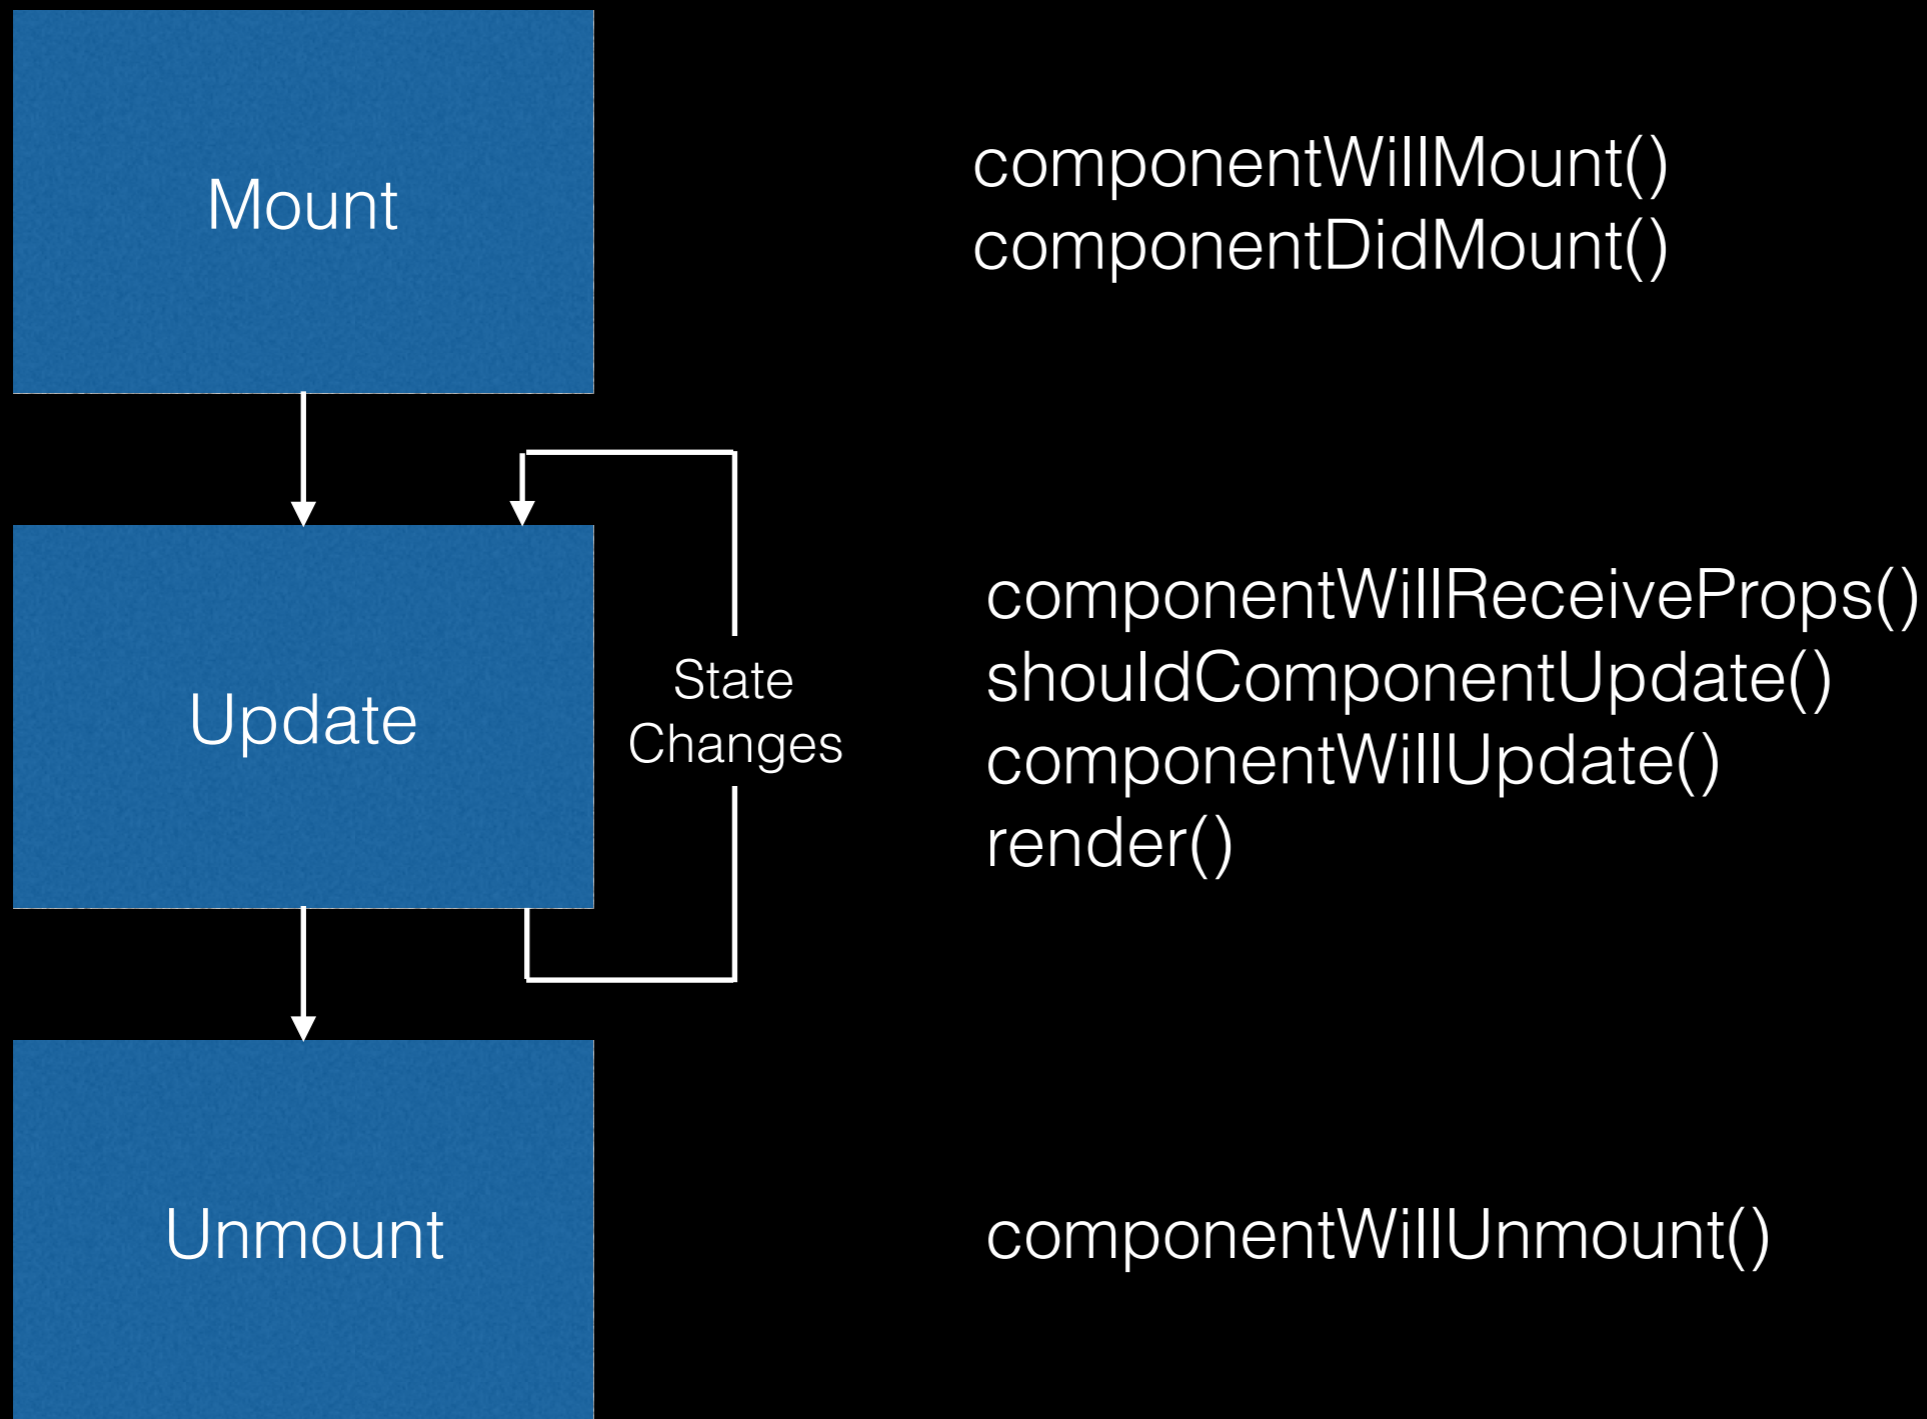 Mount
componentWillMount()
componentDidMount()
Update
State
Changes
componentWillReceiveProps()
shouldComponentUpdate()
componentWillUpdate()
render()
Unmount
componentWillUnmount()